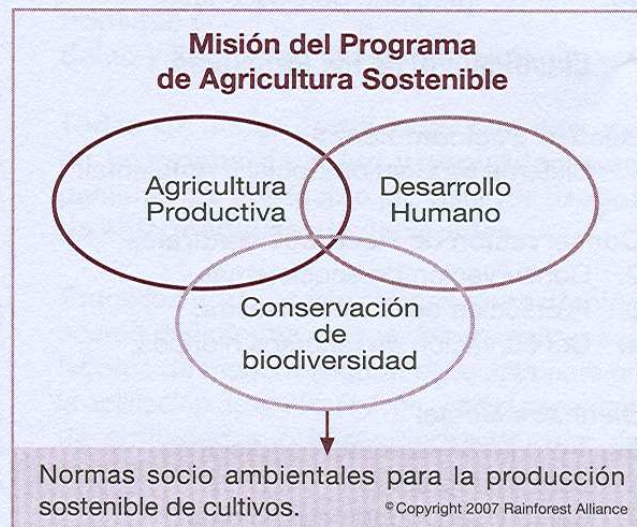 Misión del Programa
de Agricultura Sostenible
Agricultura
Productiva
Desarrollo
Humano
Conservación
de
biodiversidad
Normas socio ambientales para la producción
sostenible de cultivos.
©Copyright 2007 Rainforest Alliance